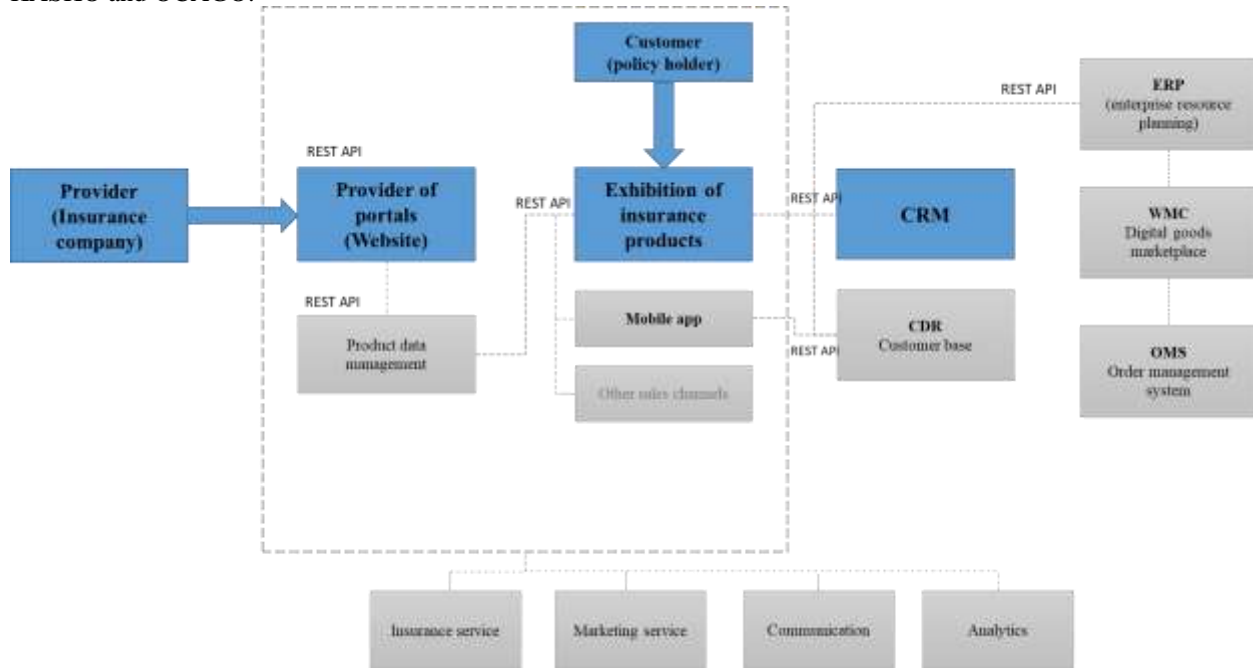 Customer
(policy holder)
REST API
ERP
(enterprise resource
planning)
REST API
Provider
(Insurance
company)
Provider of
portals
(Website)
REST API
Exhibition of
insurance
products
REST API
CRM
WMC
Digital goods
marketplace
REST API
Product data
management
Mobile app
REST API
CDR
Customer base
OMS
Order management
system
Other sales channels
Insurance service
Marketing service
Communication
Analytics